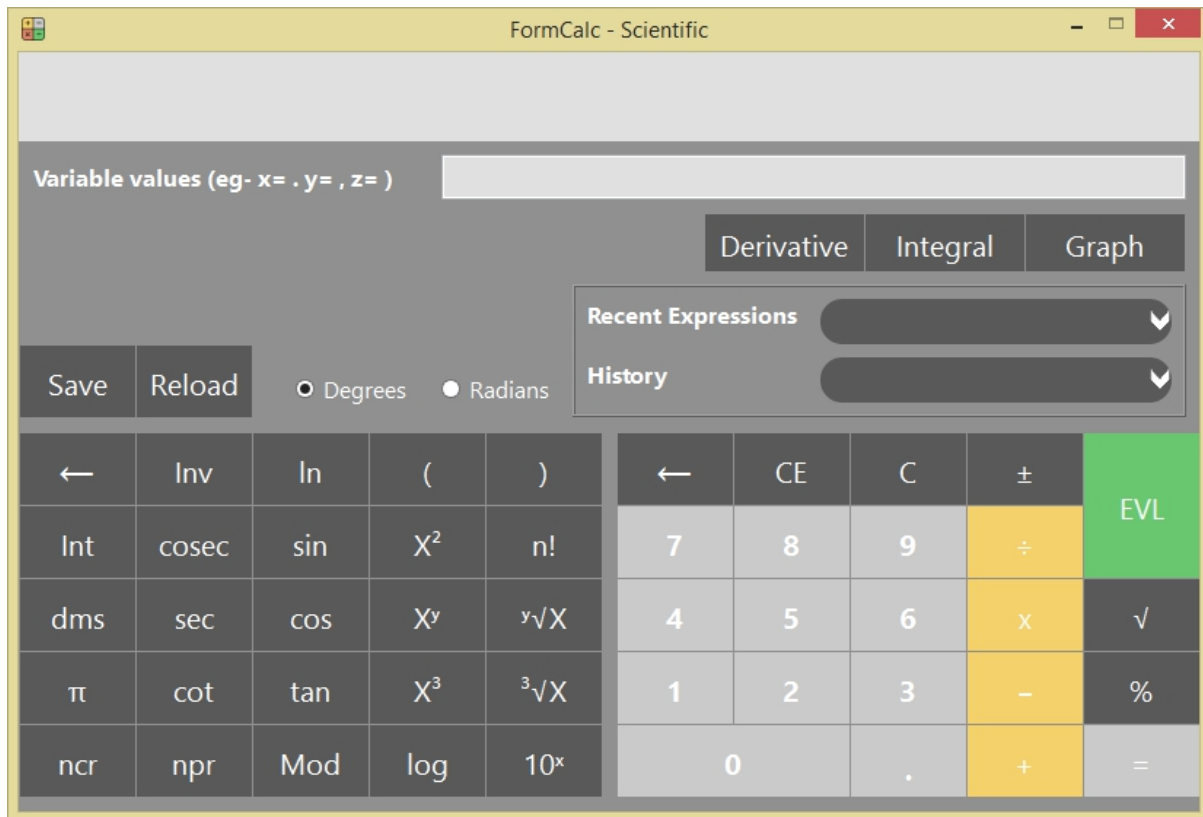 FormCalc - Scientific
Variable values (eg- x= . y= , z= )
Derivative Integral Graph
Recent Expressions
History
Save Reload Degrees Radians
← Inv ln ( ) ← CE C ± EVL
Int cosec sin X² n! 7 8 9 ÷
dms sec cos Xʸ ʸ√X 4 5 6 x √
π cot tan X³ ³√X 1 2 3 – %
ncr npr Mod log 10ˣ 0 . + =